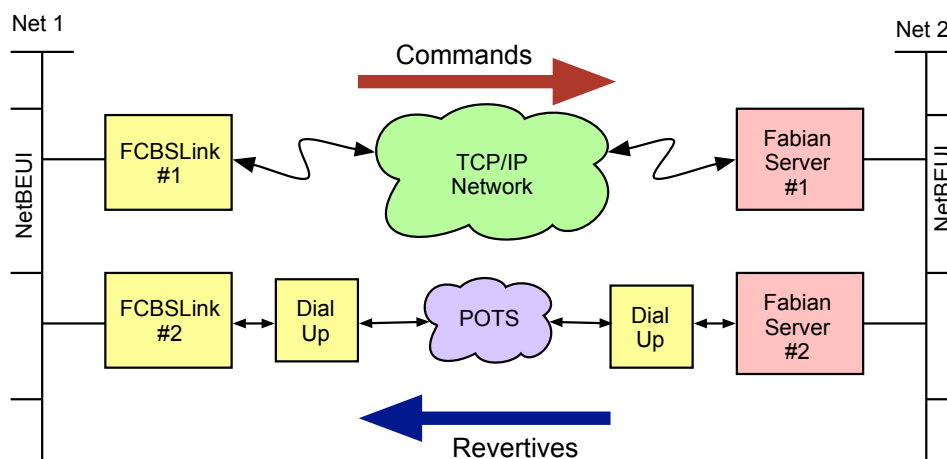 Net 1
Net 2
Commands
NetBEUI
FCBSLink
#1
TCP/IP
Network
Fabian
Server
#1
NetBEUI
FCBSLink
#2
Dial
Up
POTS
Dial
Up
Fabian
Server
#2
Revertives